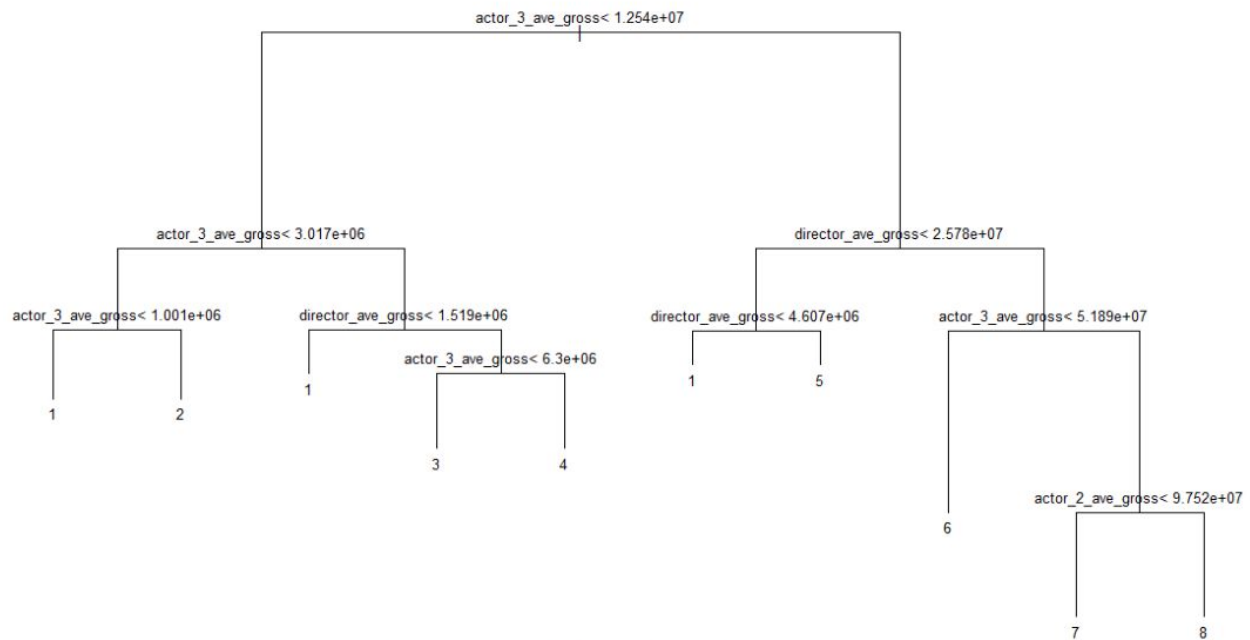 actor_3_ave_gross< 1.254e+07
actor_3_ave_gross< 3.017e+06
director_ave_gross< 2.578e+07
actor_3_ave_gross< 1.001e+06
director_ave_gross< 1.519e+06
director_ave_gross< 4.607e+06
actor_3_ave_gross< 5.189e+07
actor_3_ave_gross< 6.3e+06
1
2
1
1
5
3
4
6
actor_2_ave_gross< 9.752e+07
7
8